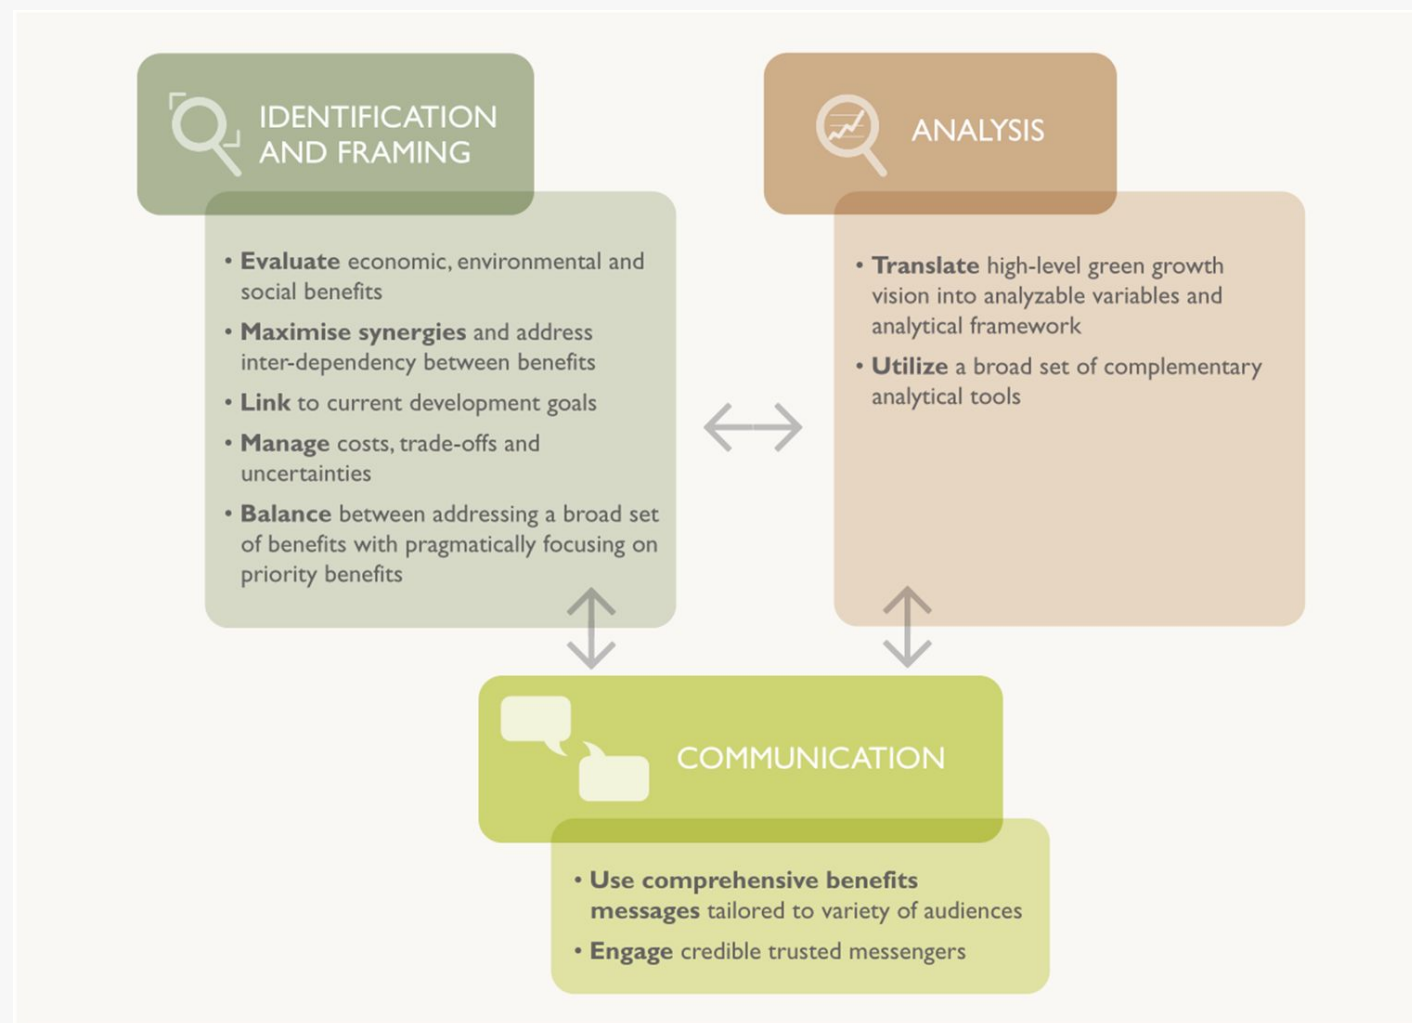 IDENTIFICATION
AND FRAMING
• Evaluate economic, environmental and
social benefits
• Maximise synergies and address
inter-dependency between benefits
• Link to current development goals
• Manage costs, trade-offs and
uncertainties
• Balance between addressing a broad set
of benefits with pragmatically focusing on
priority benefits
ANALYSIS
• Translate high-level green growth
vision into analyzable variables and
analytical framework
• Utilize a broad set of complementary
analytical tools
COMMUNICATION
• Use comprehensive benefits
messages tailored to variety of audiences
• Engage credible trusted messengers